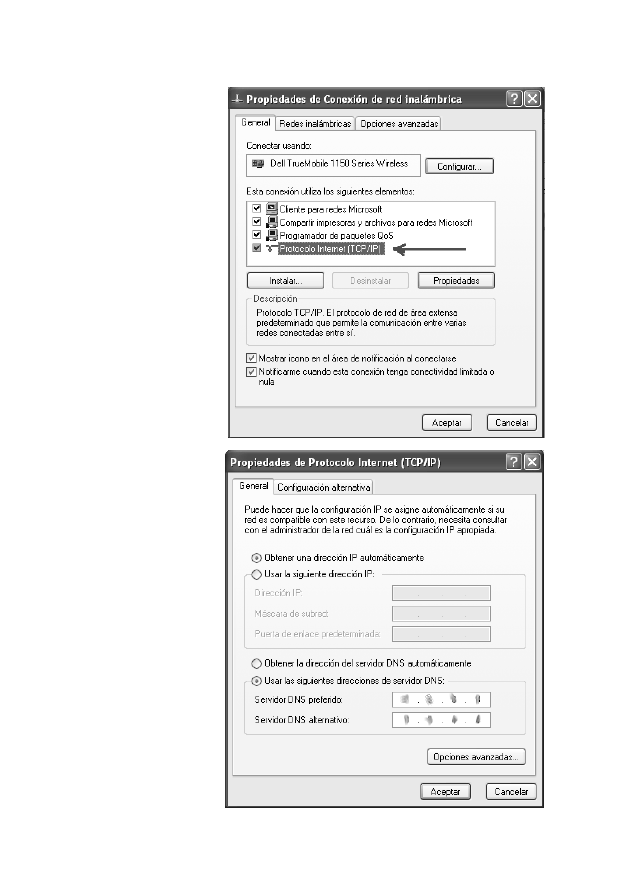 Propiedades de Conexión de red inalámbrica
General Redes inalámbricas Opciones avanzadas
Conectar usando:
Dell TrueMobile 1150 Series Wireless
Configurar...
Esta conexión utiliza los siguientes elementos:
Cliente para redes Microsoft
Compartir impresoras y archivos para redes Microsoft
Programador de paquetes QoS
Protocolo Internet (TCP/IP)
Instalar... Desinstalar Propiedades
Descripción
Protocolo TCP/IP. El protocolo de red de área extensa
predeterminado que permite la comunicación entre varias
redes conectadas entre sí.
Mostrar icono en el área de notificación al conectarse
Notificarme cuando esta conexión tenga conectividad limitada o
nula
Aceptar Cancelar
Propiedades de Protocolo Internet (TCP/IP)
General Configuración alternativa
Puede hacer que la configuración IP se asigne automáticamente si su
red es compatible con este recurso. De lo contrario, necesita consultar
con el administrador de la red cuál es la configuración IP apropiada.
Obtener una dirección IP automáticamente
Usar la siguiente dirección IP:
Dirección IP:
Máscara de subred:
Puerta de enlace predeterminada:
Obtener la dirección del servidor DNS automáticamente
Usar las siguientes direcciones de servidor DNS:
Servidor DNS preferido:
Servidor DNS alternativo:
Opciones avanzadas...
Aceptar Cancelar